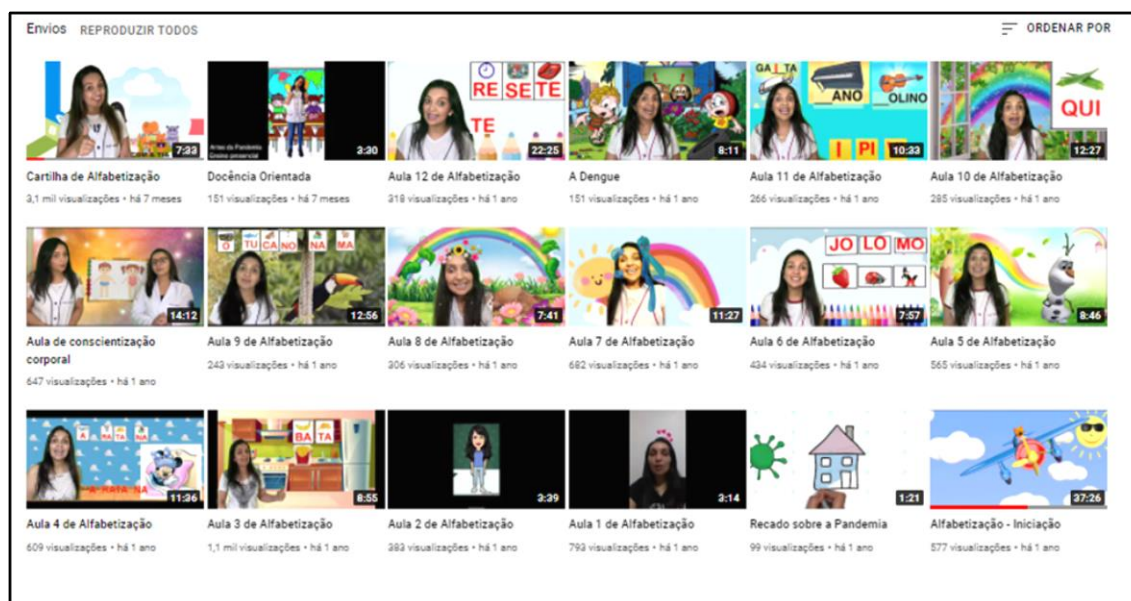 Envios REPRODUZIR TODOS ORDENAR POR
7:33
Artes da Pandemia
Ensino presencial
3:30
RE SE TE
TE
22:25
8:11
GAITA
ANO
OLINO
I PI
10:33
QUI
12:27
Cartilha de Alfabetização
3,1 mil visualizações • há 7 meses
Docência Orientada
151 visualizações • há 7 meses
Aula 12 de Alfabetização
318 visualizações • há 1 ano
A Dengue
151 visualizações • há 1 ano
Aula 11 de Alfabetização
266 visualizações • há 1 ano
Aula 10 de Alfabetização
285 visualizações • há 1 ano
14:12
O TU CA NO NA MA
12:56
7:41
11:27
JO LO MO
7:57
8:46
Aula de conscientização
corporal
647 visualizações • há 1 ano
Aula 9 de Alfabetização
243 visualizações • há 1 ano
Aula 8 de Alfabetização
306 visualizações • há 1 ano
Aula 7 de Alfabetização
682 visualizações • há 1 ano
Aula 6 de Alfabetização
434 visualizações • há 1 ano
Aula 5 de Alfabetização
565 visualizações • há 1 ano
A RA TA NA
A RATA NA
11:36
BA TA
8:55
3:39
3:14
1:21
37:26
Aula 4 de Alfabetização
609 visualizações • há 1 ano
Aula 3 de Alfabetização
1,1 mil visualizações • há 1 ano
Aula 2 de Alfabetização
383 visualizações • há 1 ano
Aula 1 de Alfabetização
793 visualizações • há 1 ano
Recado sobre a Pandemia
99 visualizações • há 1 ano
Alfabetização - Iniciação
577 visualizações • há 1 ano